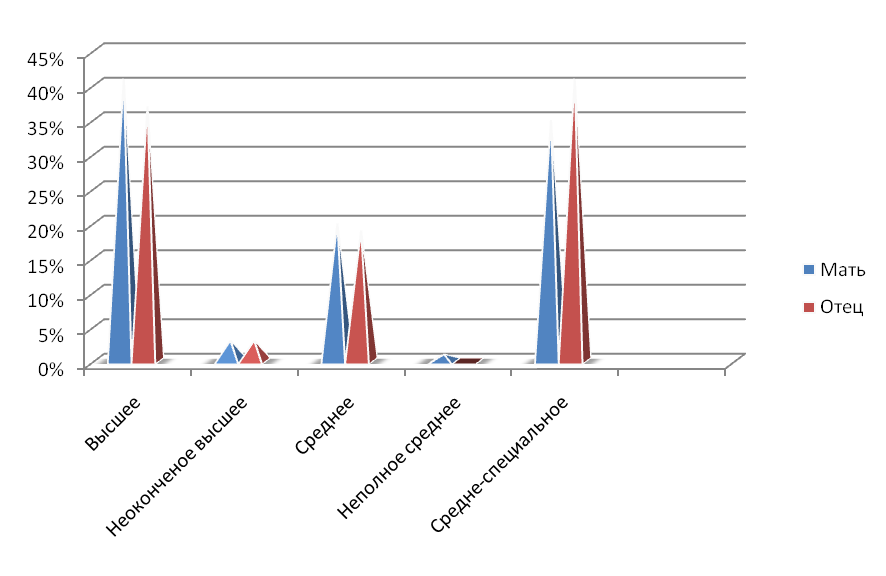 45%
40%
35%
30%
25%
20%
15%
10%
5%
0%
Высшее
Неоконченое высшее
Среднее
Неполное среднее
Средне-специальное
Мать
Отец